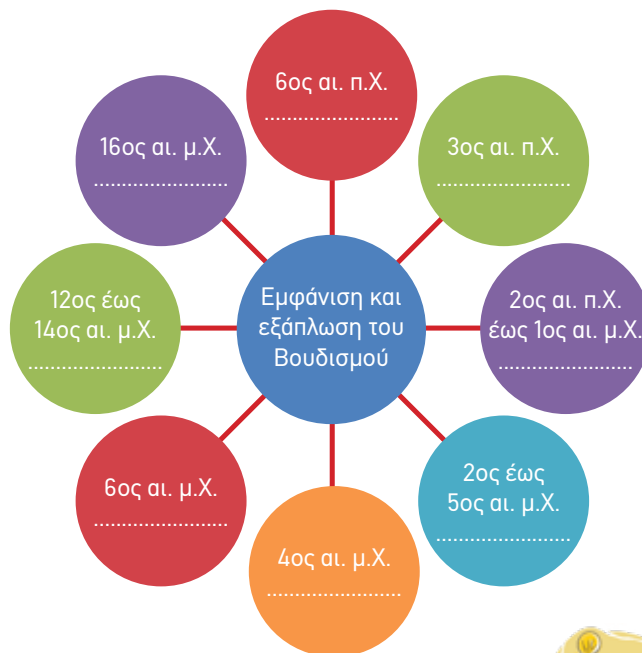 6ος αι. π.Χ.
........................
3ος αι. π.Χ.
........................
2ος αι. π.Χ.
έως 1ος αι. μ.Χ.
........................
2ος έως
5ος αι. μ.Χ.
........................
4ος αι. μ.Χ.
........................
6ος αι. μ.Χ.
........................
12ος έως
14ος αι. μ.Χ.
........................
16ος αι. μ.Χ.
........................
Εμφάνιση και
εξάπλωση του
Βουδισμού